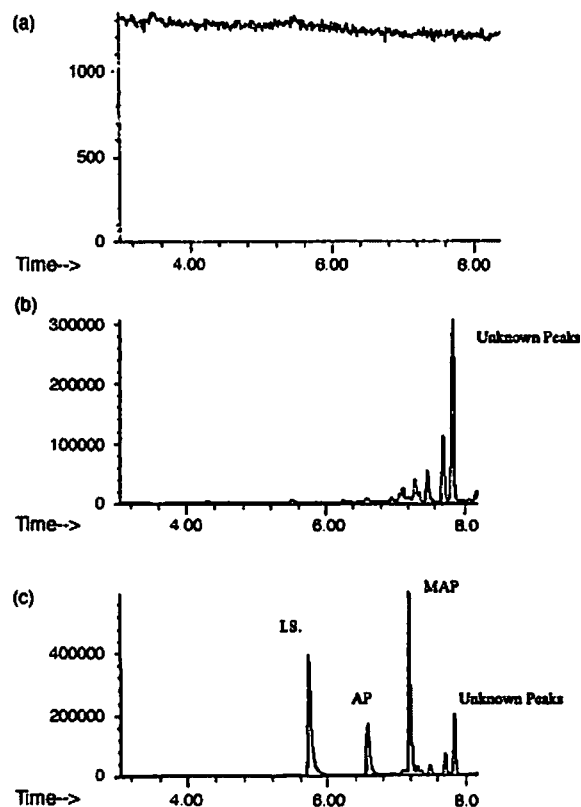 (a)
1000
500
0
Time-->
4.00 6.00 8.00
(b)
300000
Unknown Peaks
200000
100000
0
Time-->
4.00 6.00 8.0
(c)
MAP
I.S.
400000
AP
Unknown Peaks
200000
0
Time-->
4.00 6.00 8.0